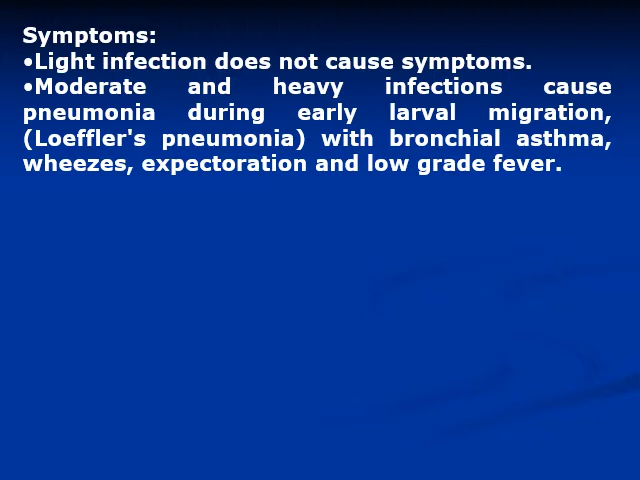 Symptoms:
•Light infection does not cause symptoms.
•Moderate and heavy infections cause
pneumonia during early larval migration,
(Loeffler's pneumonia) with bronchial asthma,
wheezes, expectoration and low grade fever.